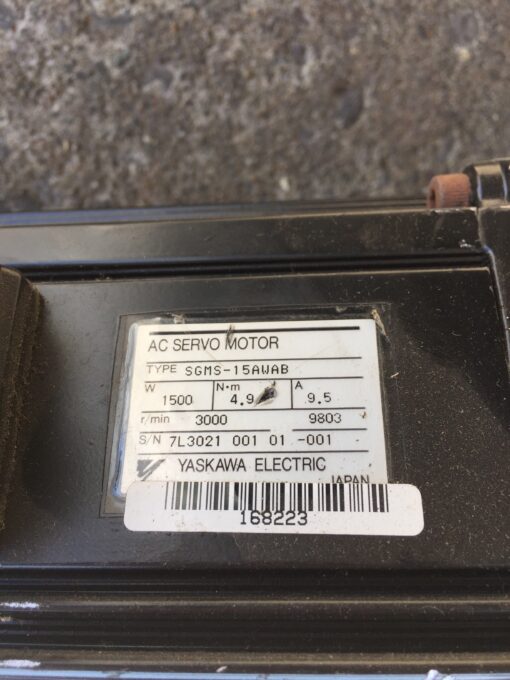 AC SERVO MOTOR
TYPE SGMS-15AWAB
W N·m A
1500 4.9 9.5
r/min 3000 9803
S/N 7L3021 001 01 -001
YASKAWA ELECTRIC
JAPAN
168223